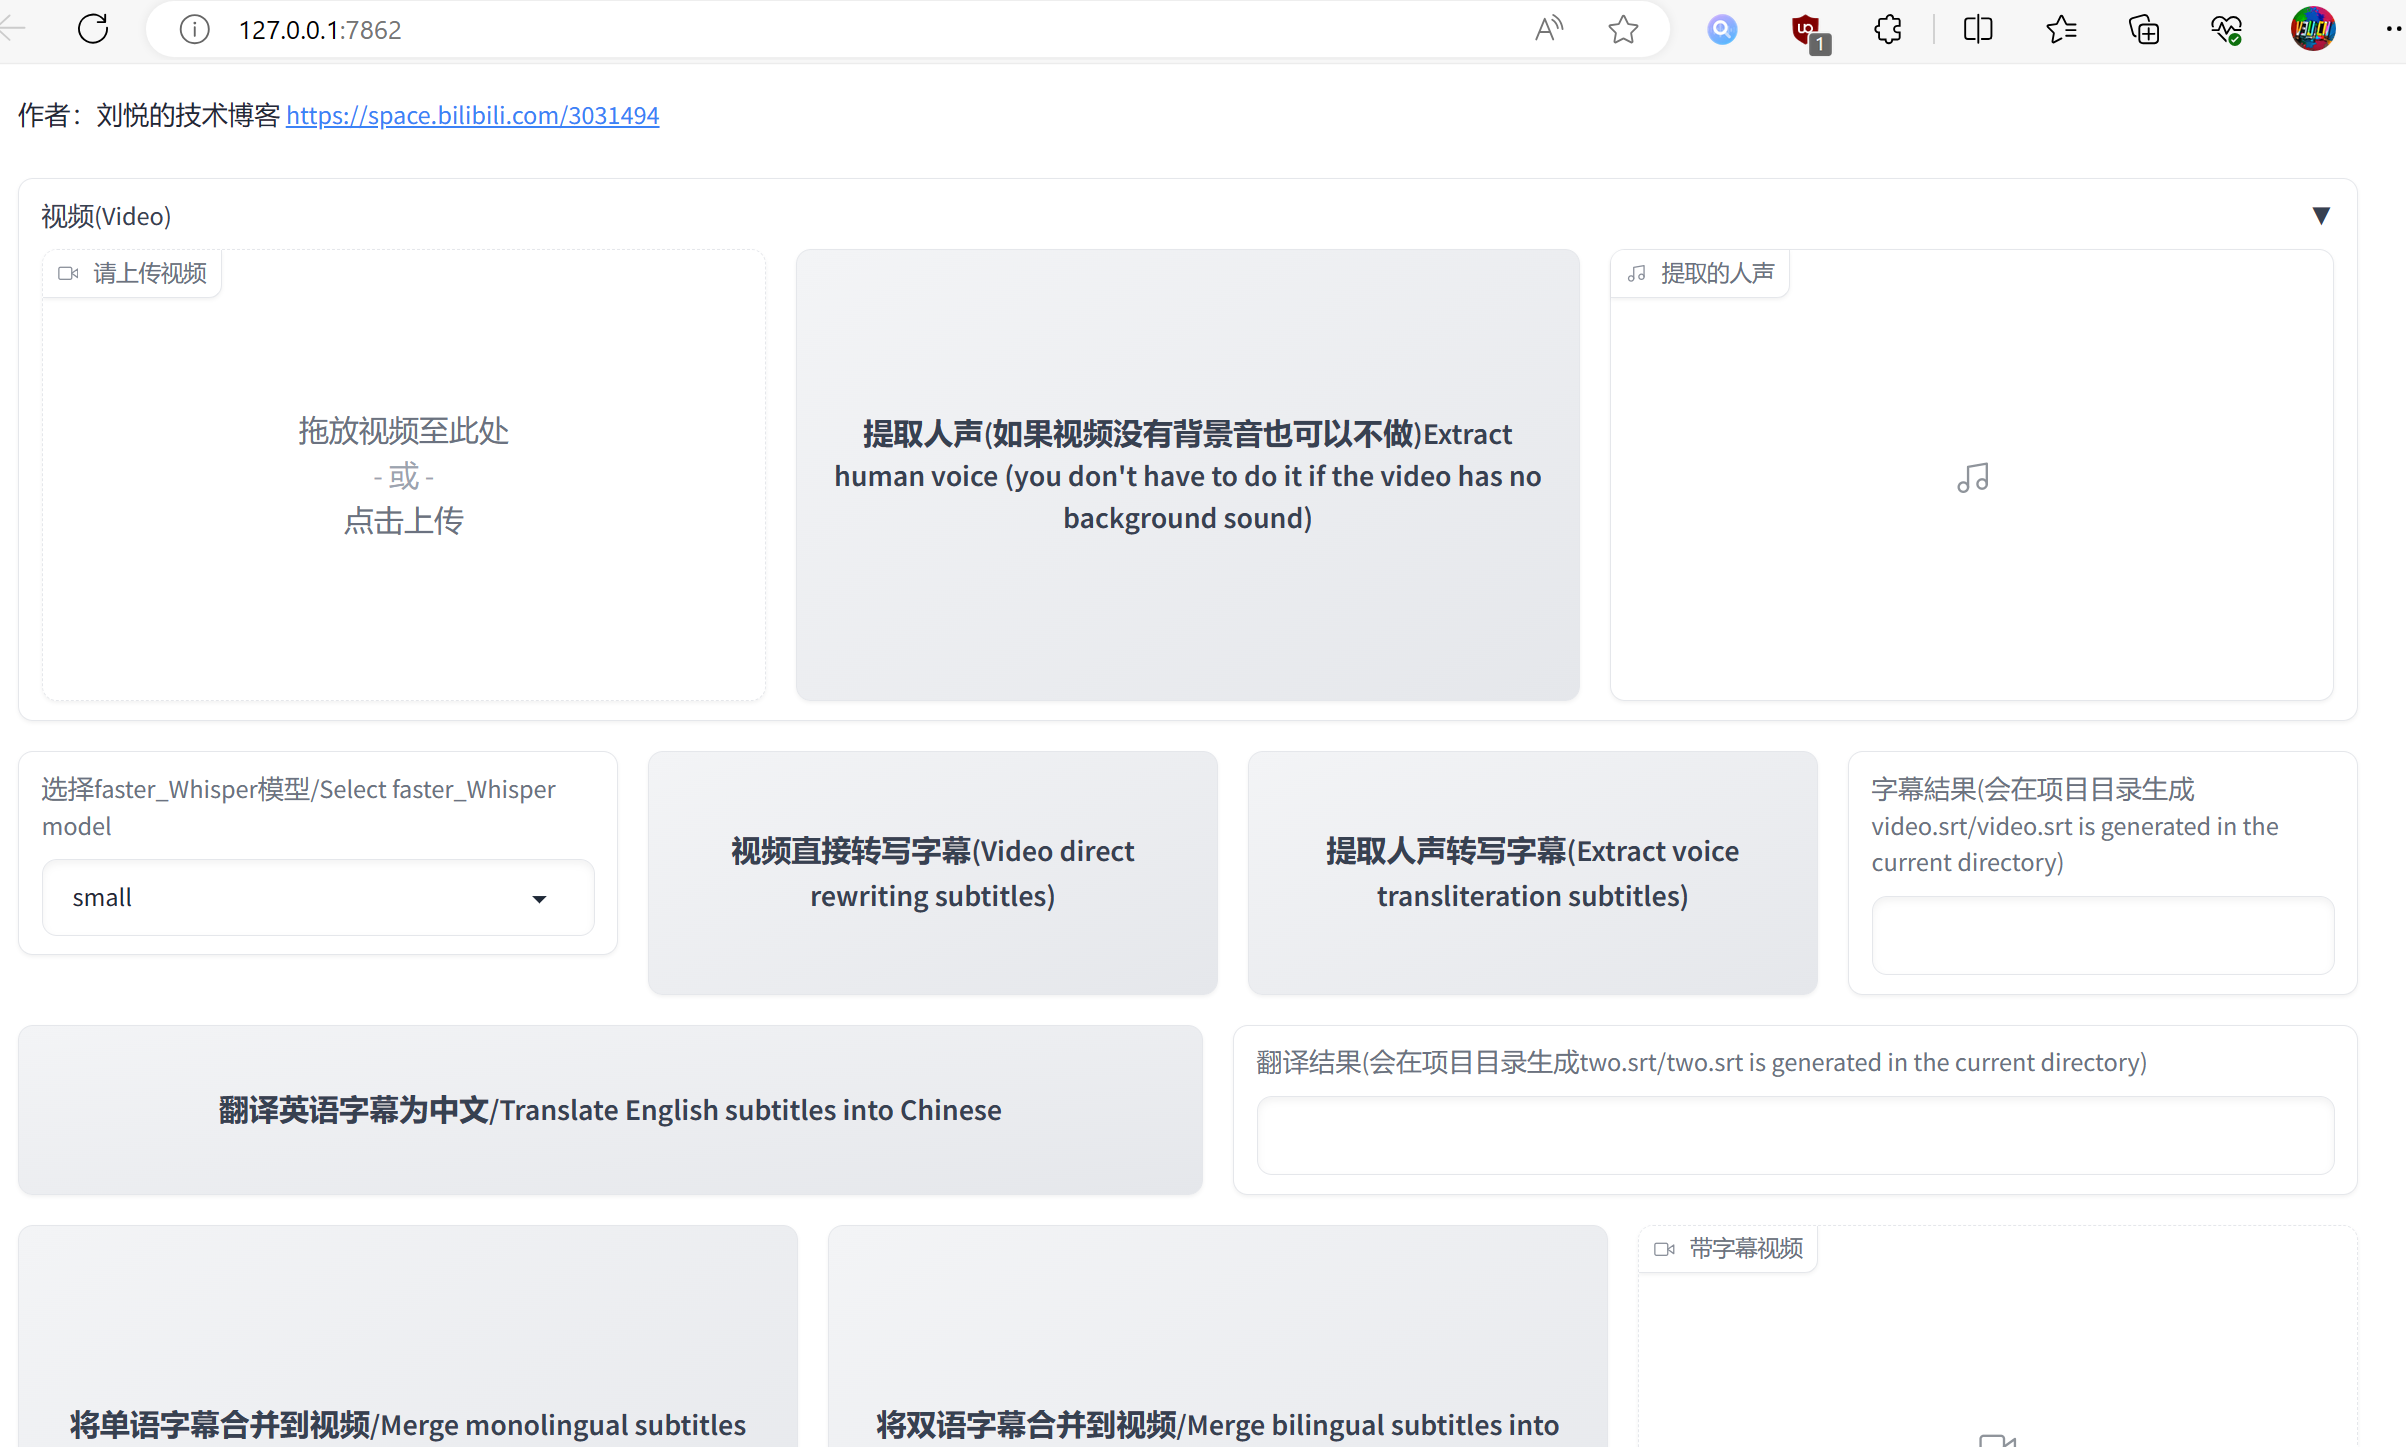 127.0.0.1:7862
1
V3U.CN
作者：刘悦的技术博客 https://space.bilibili.com/3031494
视频(Video)
▼
请上传视频
拖放视频至此处
- 或 -
点击上传
提取人声(如果视频没有背景音也可以不做)Extract
human voice (you don't have to do it if the video has no
background sound)
提取的人声
选择faster_Whisper模型/Select faster_Whisper
model
small
视频直接转写字幕(Video direct
rewriting subtitles)
提取人声转写字幕(Extract voice
transliteration subtitles)
字幕結果(会在项目目录生成
video.srt/video.srt is generated in the
current directory)
翻译英语字幕为中文/Translate English subtitles into Chinese
翻译结果(会在项目目录生成two.srt/two.srt is generated in the current directory)
将单语字幕合并到视频/Merge monolingual subtitles
将双语字幕合并到视频/Merge bilingual subtitles into
带字幕视频